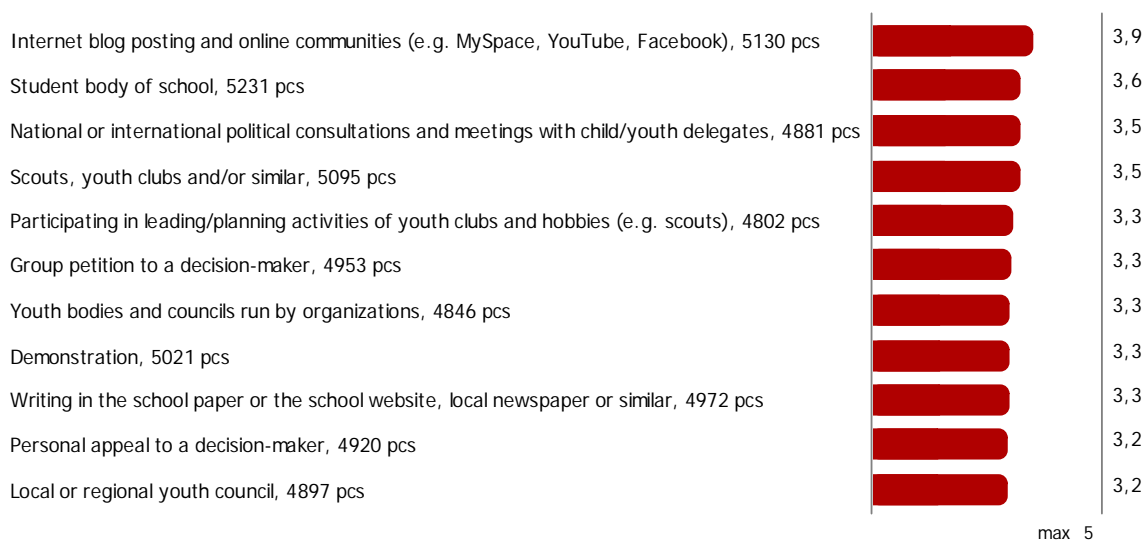 Internet blog posting and online communities (e.g. MySpace, YouTube, Facebook), 5130 pcs 3,9
Student body of school, 5231 pcs 3,6
National or international political consultations and meetings with child/youth delegates, 4881 pcs 3,5
Scouts, youth clubs and/or similar, 5095 pcs 3,5
Participating in leading/planning activities of youth clubs and hobbies (e.g. scouts), 4802 pcs 3,3
Group petition to a decision-maker, 4953 pcs 3,3
Youth bodies and councils run by organizations, 4846 pcs 3,3
Demonstration, 5021 pcs 3,3
Writing in the school paper or the school website, local newspaper or similar, 4972 pcs 3,3
Personal appeal to a decision-maker, 4920 pcs 3,2
Local or regional youth council, 4897 pcs 3,2
max 5